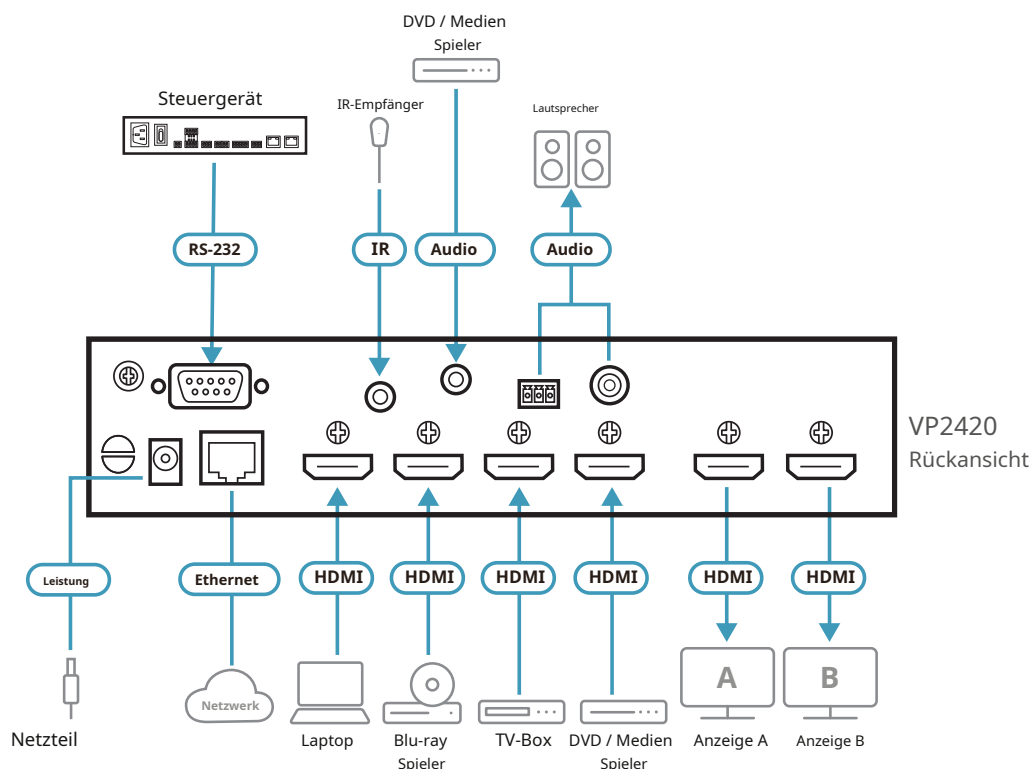 DVD / Medien
Spieler
Steuergerät
IR-Empfänger
Lautsprecher
RS-232
IR
Audio
Audio
VP2420
Rückansicht
Leistung
Ethernet
HDMI
HDMI
HDMI
HDMI
HDMI
HDMI
Netzwerk
A
B
Netzteil
Laptop
Blu-ray
Spieler
TV-Box
DVD / Medien
Spieler
Anzeige A
Anzeige B